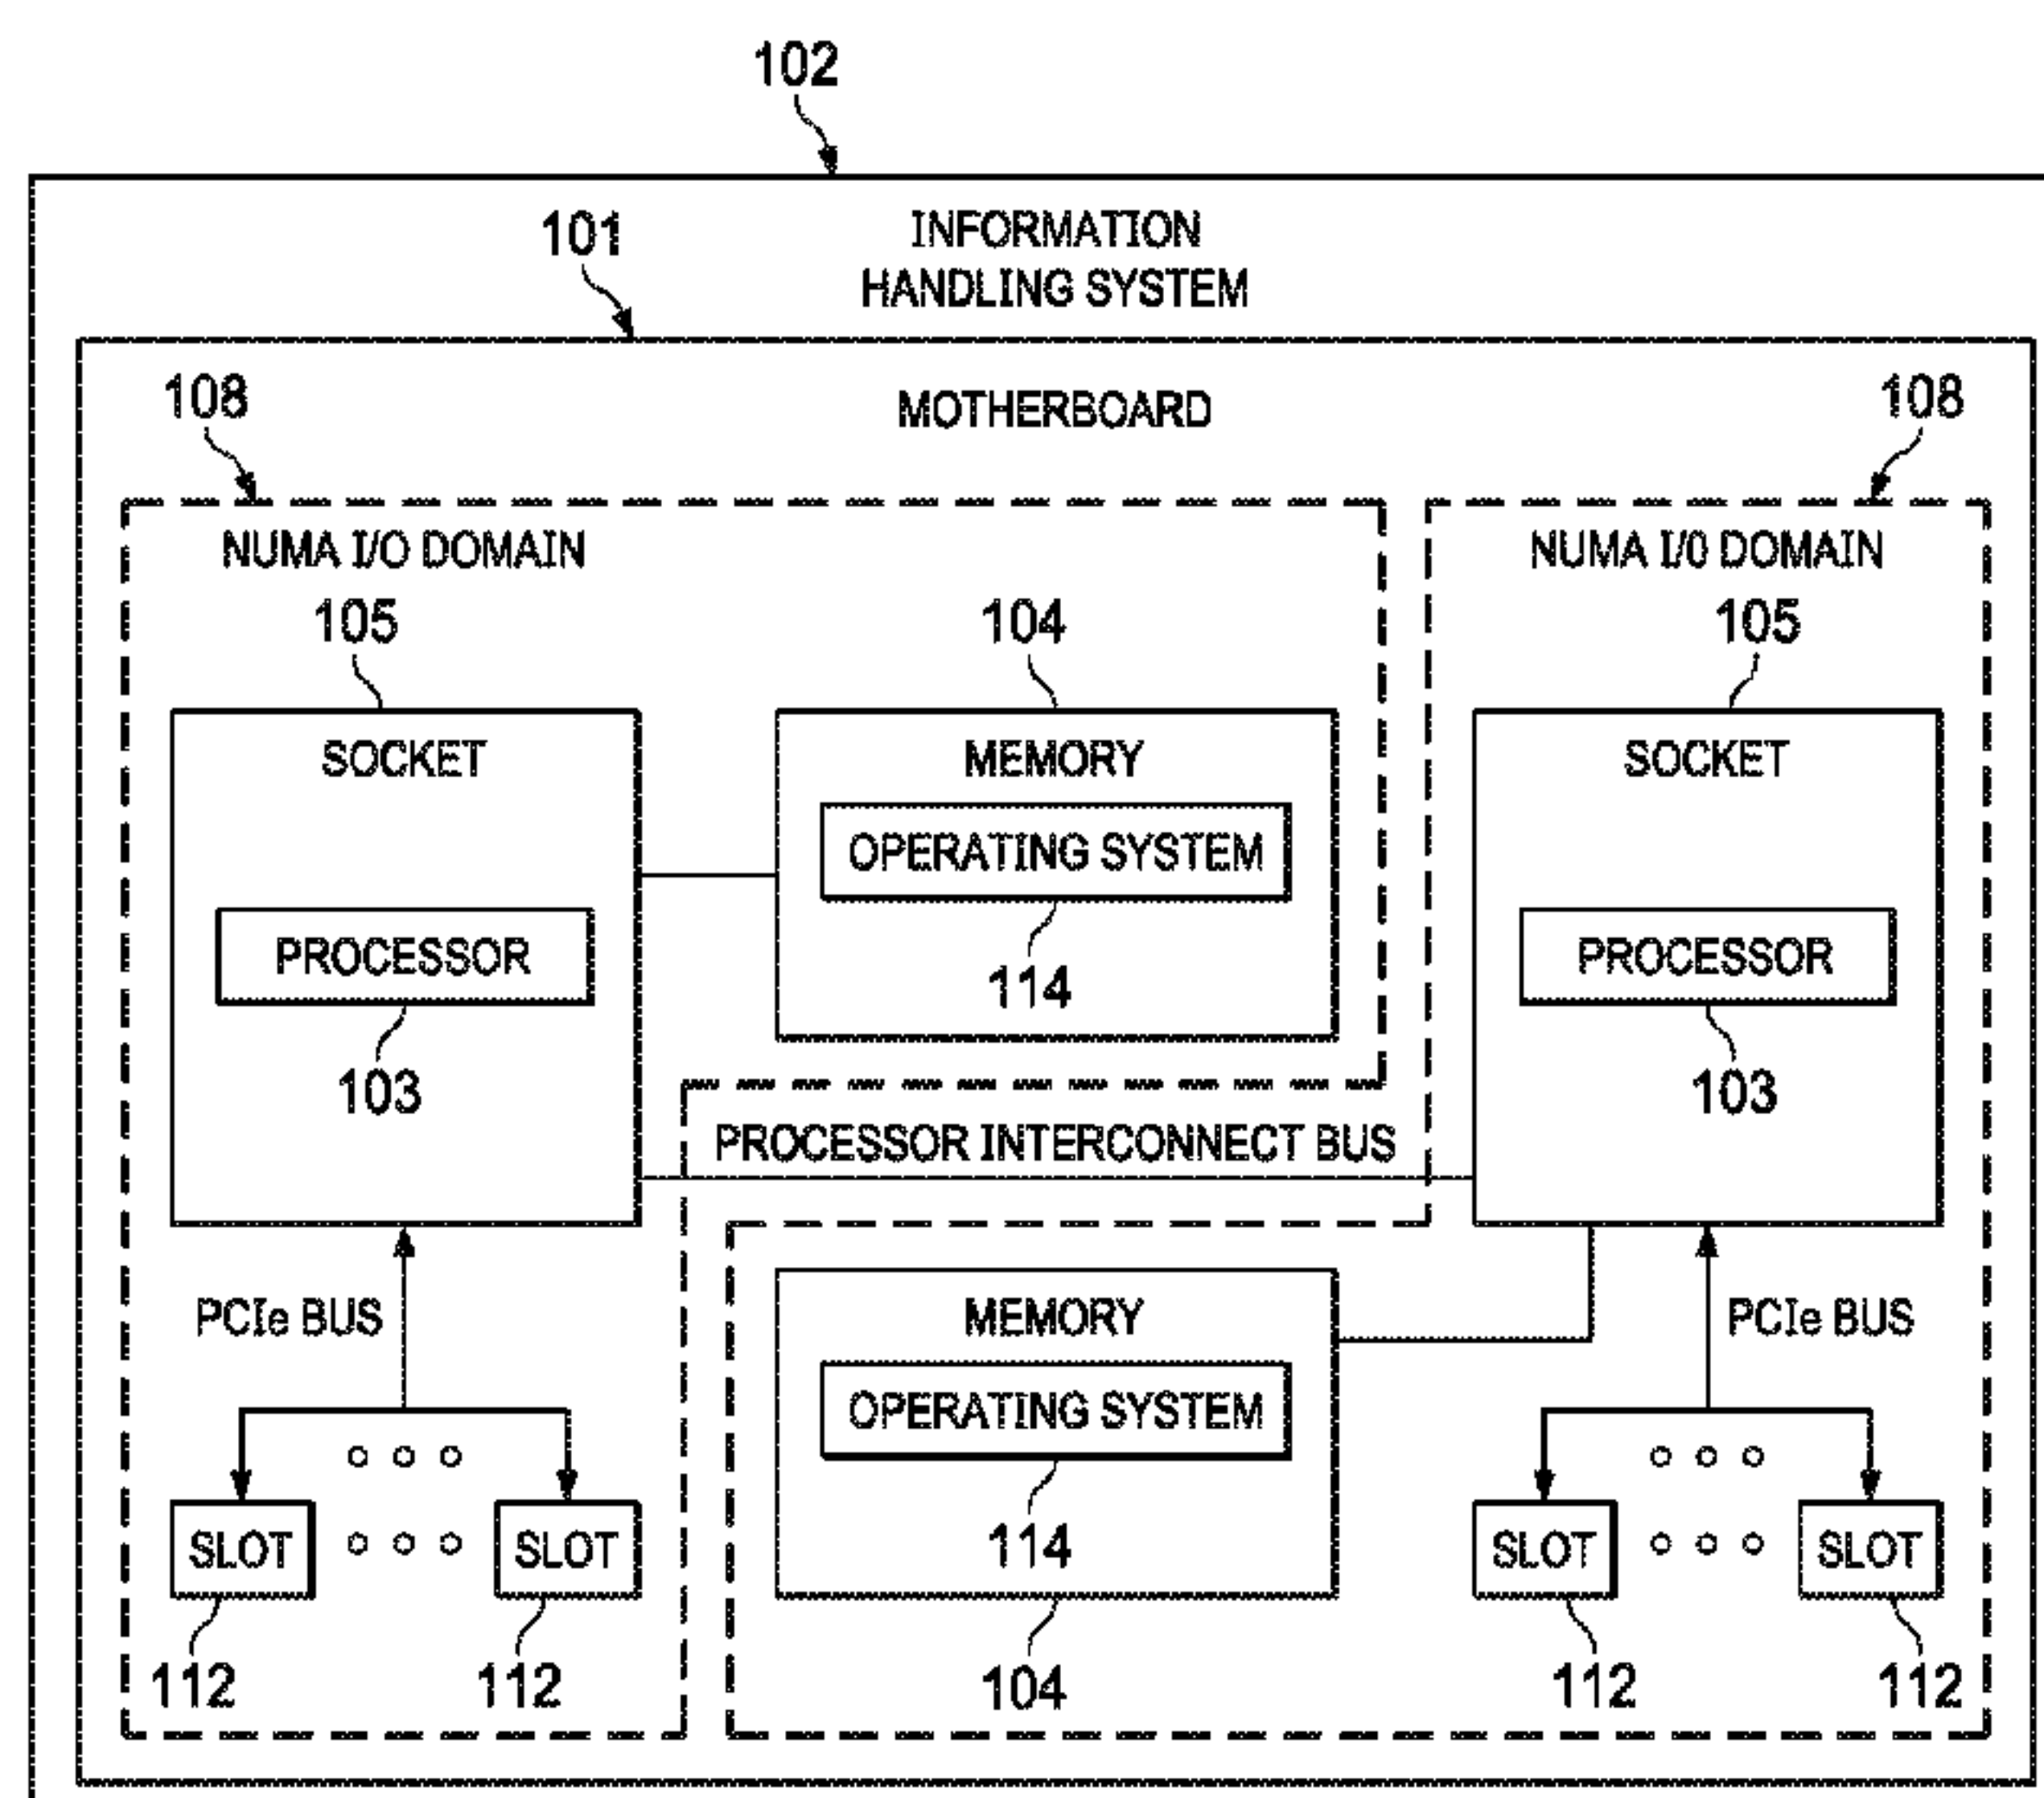 102
INFORMATION
HANDLING SYSTEM
101
MOTHERBOARD
108
108
NUMA I/O DOMAIN
NUMA I/0 DOMAIN
105
104
105
SOCKET
MEMORY
SOCKET
OPERATING SYSTEM
PROCESSOR
114
PROCESSOR
103
103
PROCESSOR INTERCONNECT BUS
PCIe BUS
MEMORY
PCIe BUS
OPERATING SYSTEM
SLOT
SLOT
114
SLOT
SLOT
112
112
104
112
112